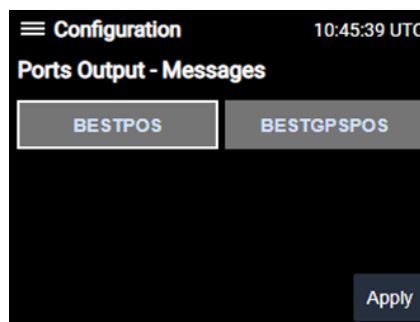 Configuration 10:45:39 UTC
Ports Output - Messages
BESTPOS BESTGPSPOS
Apply